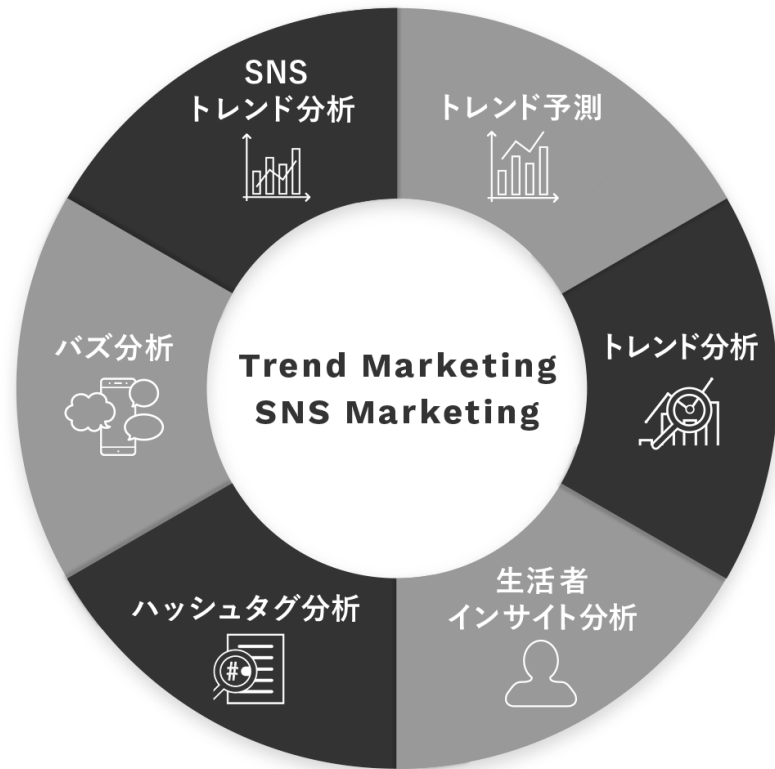 SNS
トレンド分析
トレンド予測
バズ分析
トレンド分析
Trend Marketing
SNS Marketing
ハッシュタグ分析
#
生活者
インサイト分析